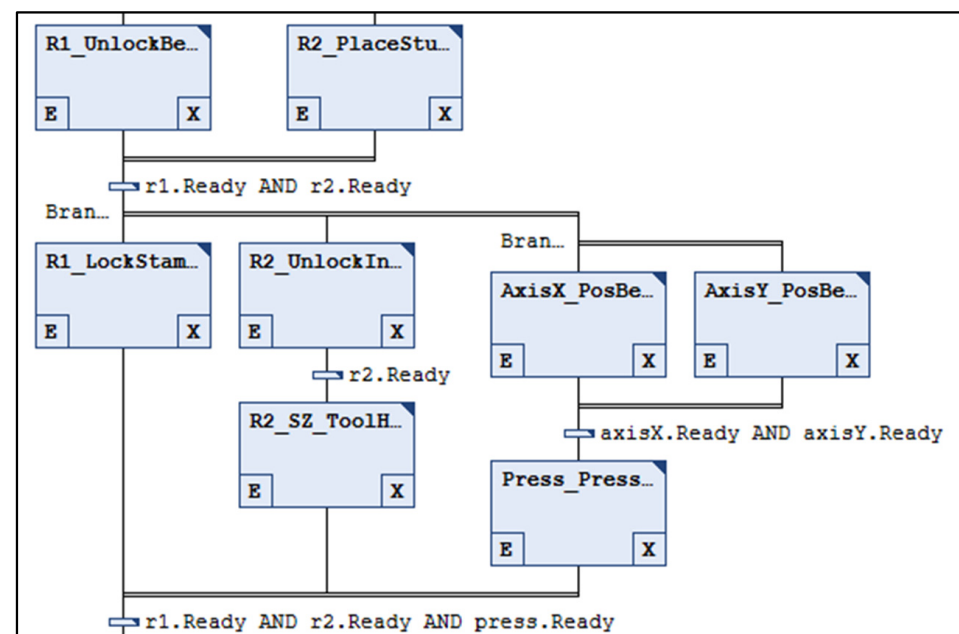 R1_UnlockBe…
R2_PlaceStu…
E X
E X
r1.Ready AND r2.Ready
Bran…
R1_LockStam…
E X
R2_UnlockIn…
E X
r2.Ready
R2_SZ_ToolH…
E X
Bran…
AxisX_PosBe…
E X
AxisY_PosBe…
E X
axisX.Ready AND axisY.Ready
Press_Press…
E X
r1.Ready AND r2.Ready AND press.Ready